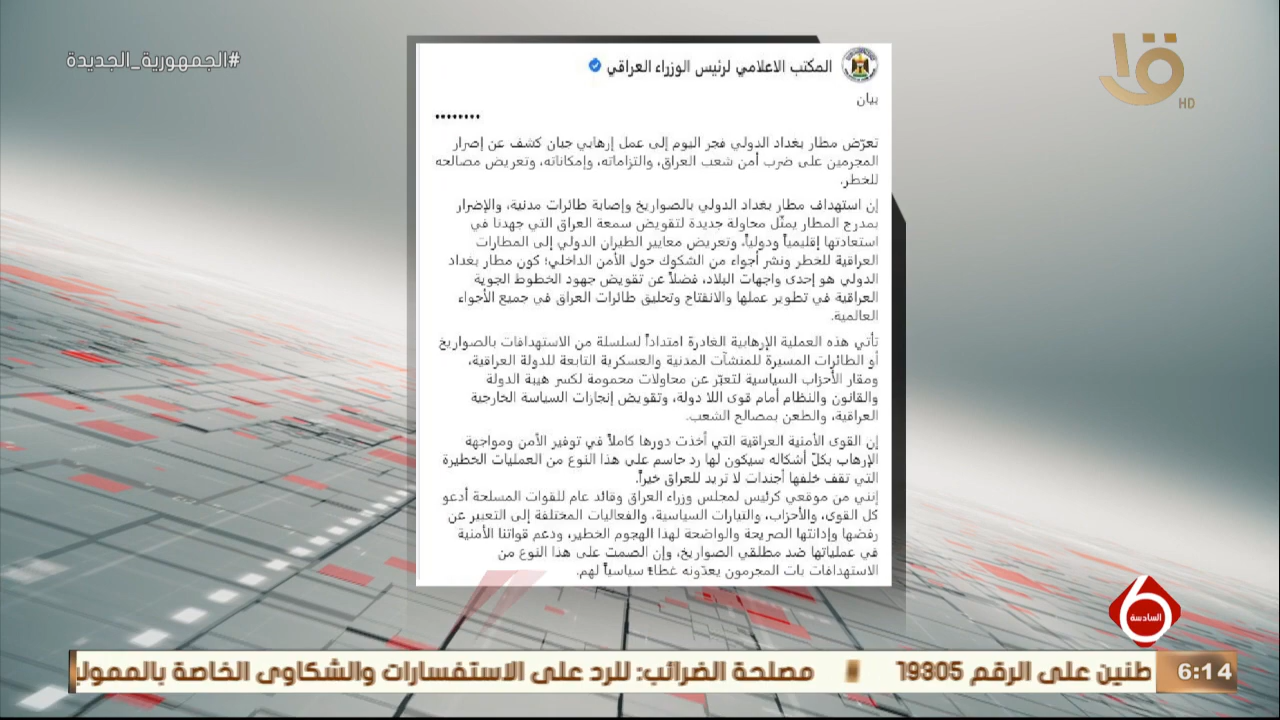 #الجمهورية_الجديدة
HD
المكتب الاعلامي لرئيس الوزراء العراقي
بيان
••••••••
تعرّض مطار بغداد الدولي فجر اليوم إلى عمل إرهابي جبان كشف عن إصرار
المجرمين على ضرب أمن شعب العراق، والتزاماته، وإمكاناته، وتعريض مصالحه
للخطر.
إن استهداف مطار بغداد الدولي بالصواريخ وإصابة طائرات مدنية، والإضرار
بمدرج المطار يمثّل محاولة جديدة لتقويض سمعة العراق التي جهدنا في
استعادتها إقليمياً ودولياً، وتعريض معايير الطيران الدولي إلى المطارات
العراقية للخطر ونشر أجواء من الشكوك حول الأمن الداخلي؛ كون مطار بغداد
الدولي هو إحدى واجهات البلاد، فضلاً عن تقويض جهود الخطوط الجوية
العراقية في تطوير عملها والانفتاح وتحليق طائرات العراق في جميع الأجواء
العالمية.
تأتي هذه العملية الإرهابية الغادرة امتداداً لسلسلة من الاستهدافات بالصواريخ
أو الطائرات المسيرة للمنشآت المدنية والعسكرية التابعة للدولة العراقية،
ومقار الأحزاب السياسية لتعبّر عن محاولات محمومة لكسر هيبة الدولة
والقانون والنظام أمام قوى اللا دولة، وتقويض إنجازات السياسة الخارجية
العراقية، والطعن بمصالح الشعب.
إن القوى الأمنية العراقية التي أخذت دورها كاملاً في توفير الأمن ومواجهة
الإرهاب بكلّ أشكاله سيكون لها رد حاسم على هذا النوع من العمليات الخطيرة
التي تقف خلفها أجندات لا تريد للعراق خيراً.
إنني من موقعي كرئيس لمجلس وزراء العراق وقائد عام للقوات المسلحة أدعو
كل القوى، والأحزاب، والتيارات السياسية، والفعاليات المختلفة إلى التعبير عن
رفضها وإدانتها الصريحة والواضحة لهذا الهجوم الخطير، ودعم قواتنا الأمنية
في عملياتها ضد مطلقي الصواريخ، وإن الصمت على هذا النوع من
الاستهدافات بات المجرمون يعدّونه غطاءً سياسياً لهم.
6
السادسة
طنين على الرقم 19805 مصلحة الضرائب: للرد على الاستفسارات والشكاوى الخاصة بالممولي
6:14